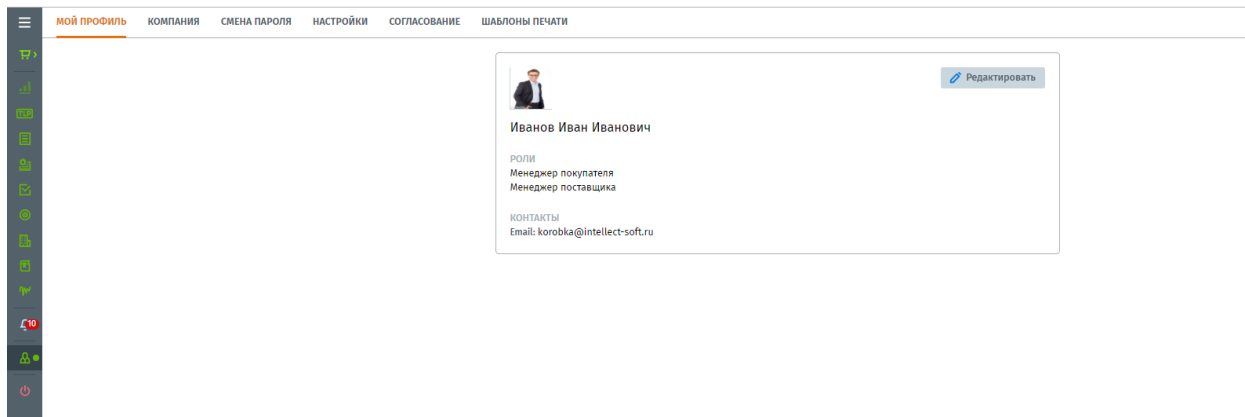 МОЙ ПРОФИЛЬ КОМПАНИЯ СМЕНА ПАРОЛЯ НАСТРОЙКИ СОГЛАСОВАНИЕ ШАБЛОНЫ ПЕЧАТИ
Редактировать
Иванов Иван Иванович
РОЛИ
Менеджер покупателя
Менеджер поставщика
КОНТАКТЫ
Email: korobka@intellect-soft.ru
10